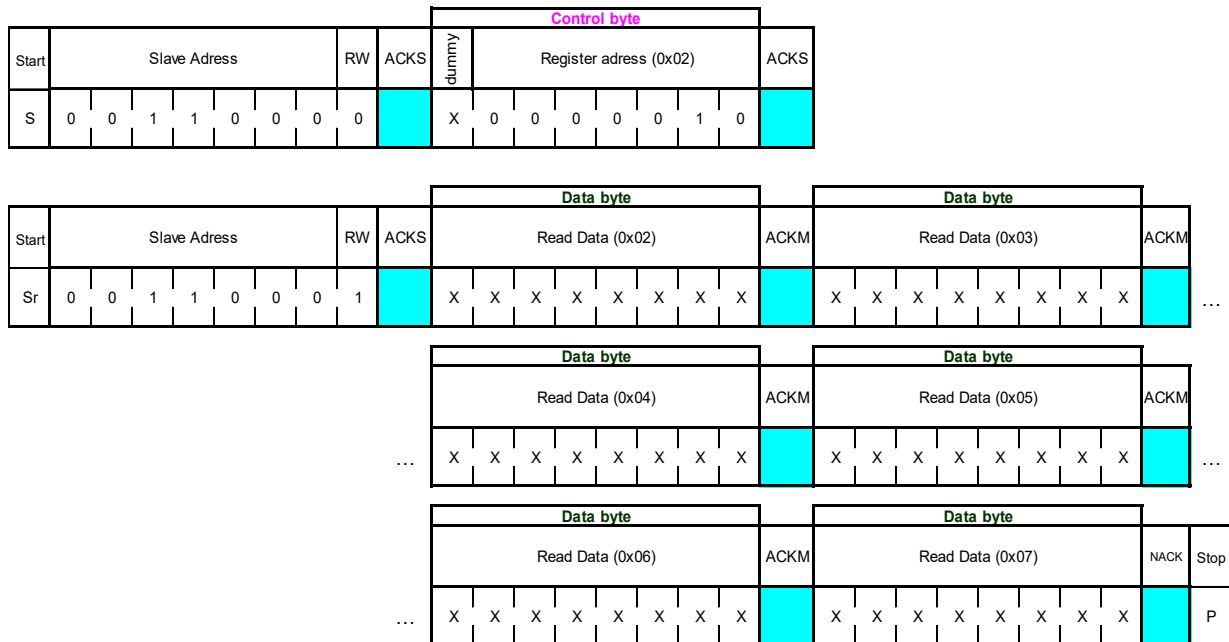 Control byte
Start Slave Adress RW ACKS dummy Register adress (0x02) ACKS
S 0 0 1 1 0 0 0 0 X 0 0 0 0 0 1 0
Data byte Data byte
Start Slave Adress RW ACKS Read Data (0x02) ACKM Read Data (0x03) ACKM
Sr 0 0 1 1 0 0 0 1 X X X X X X X X X X X X X X X X …
Data byte Data byte
Read Data (0x04) ACKM Read Data (0x05) ACKM
… X X X X X X X X X X X X X X X X …
Data byte Data byte
Read Data (0x06) ACKM Read Data (0x07) NACK Stop
… X X X X X X X X X X X X X X X X P